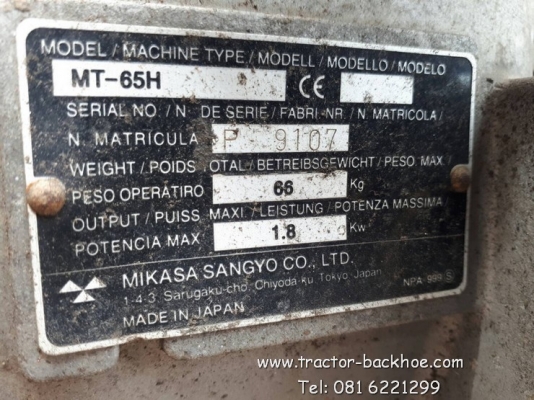 MODEL / MACHINE TYPE / MODELL / MODELLO / MODELO
MT-65H CE
SERIAL NO. / N DE SERIE / FABRI-NR. / N. MATRICOLA /
N. MATRICULA P 9107
WEIGHT / POIDS OTAL / BETREIBSGEWICHT / PESO MAX. /
PESO OPERATIRO 66 Kg
OUTPUT / PUISS MAXI. / LEISTUNG / POTENZA MASSIMA
POTENCIA MAX 1.8 Kw
MIKASA SANGYO CO., LTD.
1-4-3, Sarugaku-cho, Chiyoda-ku Tokyo Japan
MADE IN JAPAN NPA-999 S
www.tractor-backhoe.com
Tel: 081 6221299